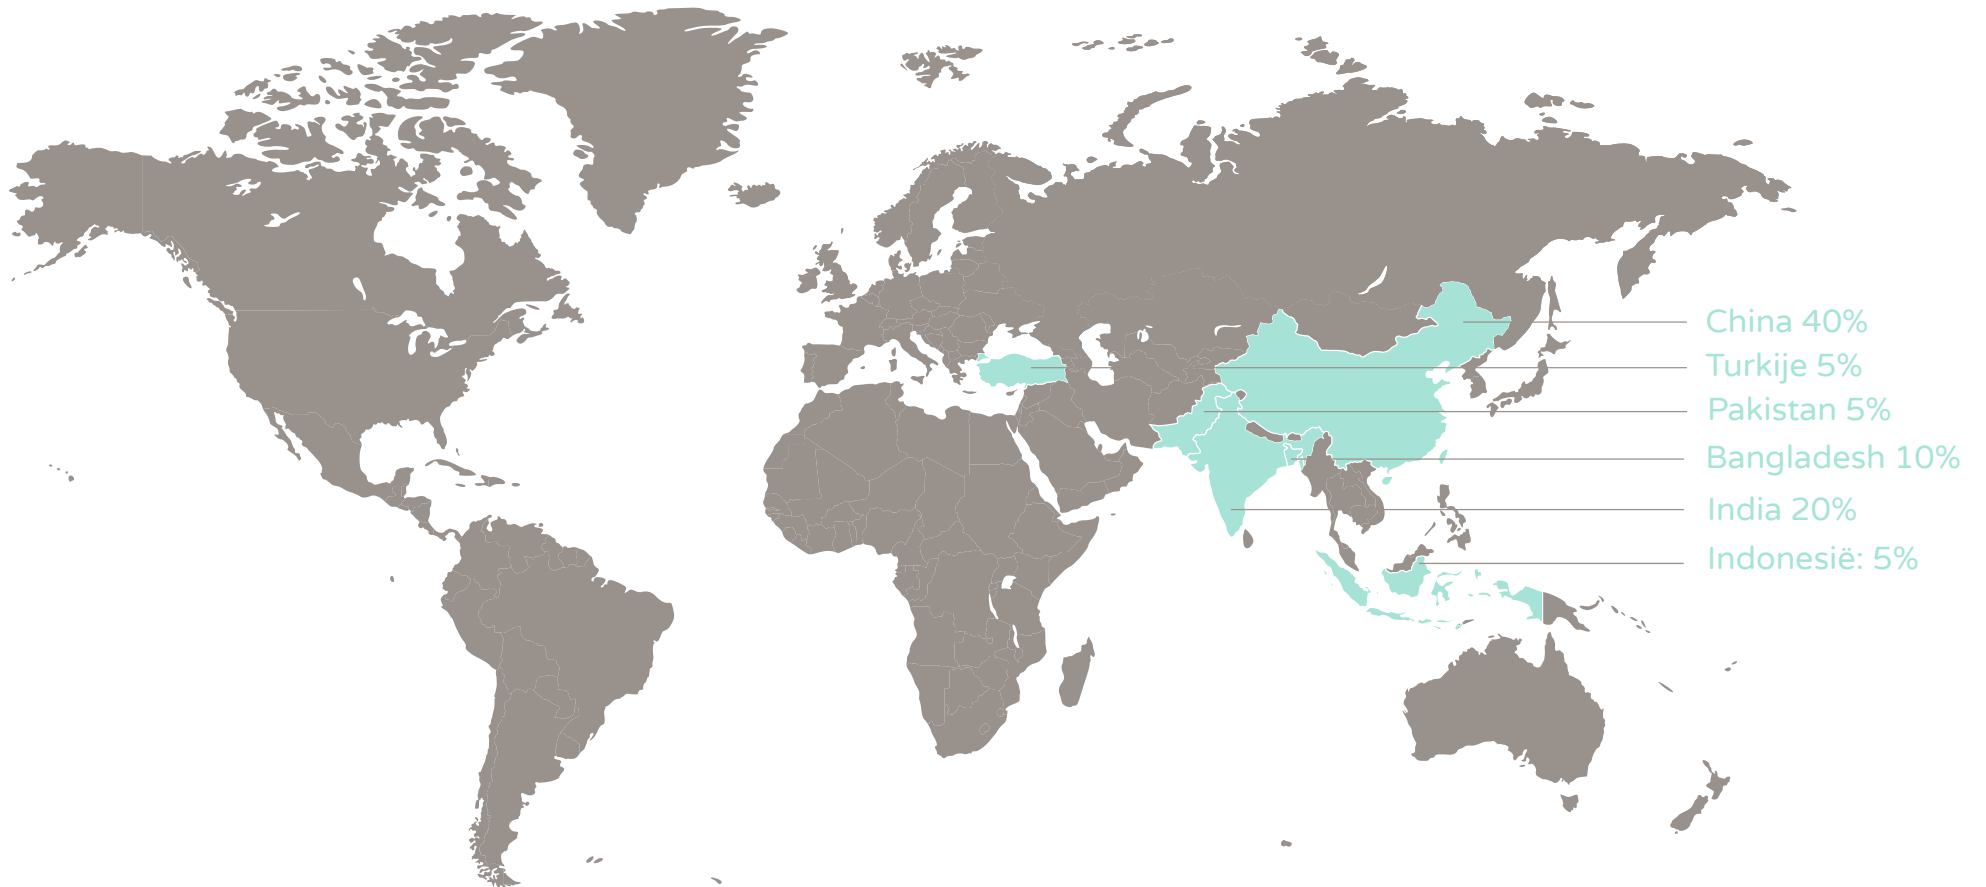 China 40%
Turkije 5%
Pakistan 5%
Bangladesh 10%
India 20%
Indonesië: 5%